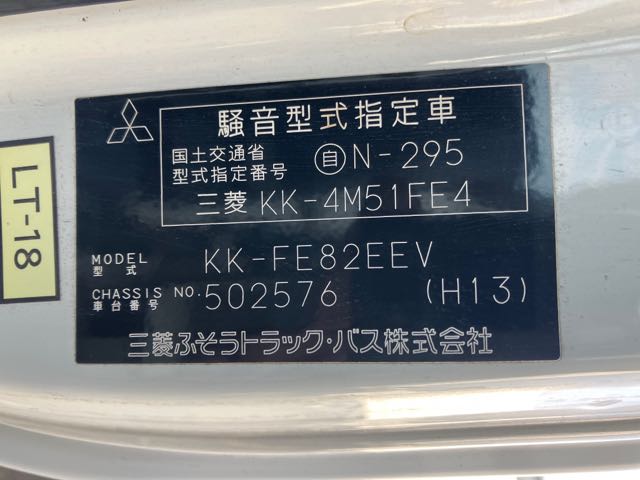 騒音型式指定車
国土交通省
型式指定番号 自N-295
三菱 KK-4M51FE4
MODEL
型式 KK-FE82EEV
CHASSIS NO.
車台番号 502576 (H13)
三菱ふそうトラック・バス株式会社
LT-18